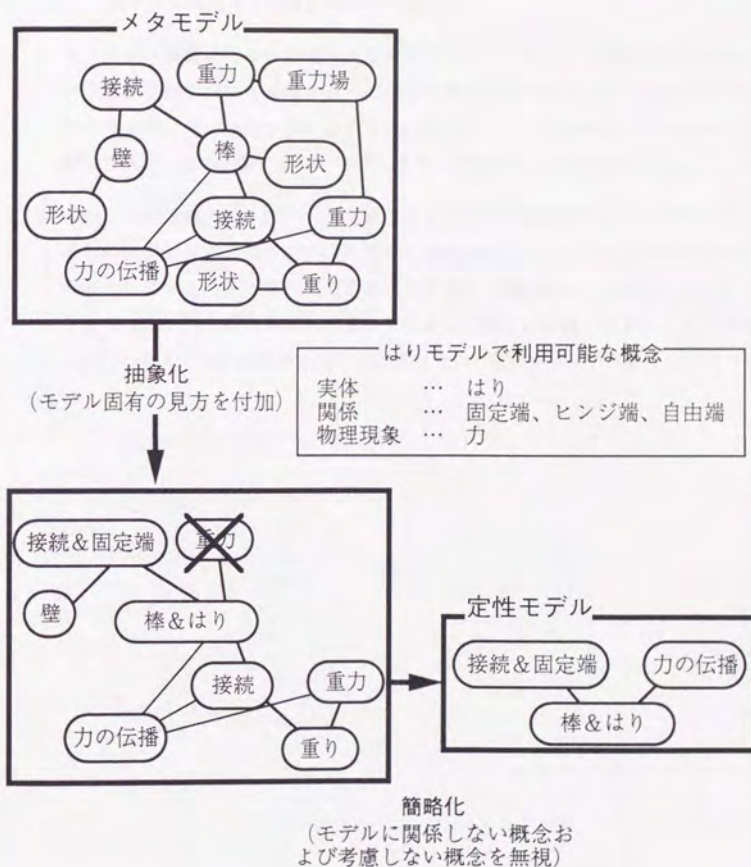 メタモデル
接続
重力
重力場
壁
棒
形状
形状
接続
重力
力の伝播
形状
重り
抽象化
(モデル固有の見方を付加)
はりモデルで利用可能な概念
実体 … はり
関係 … 固定端、ヒンジ端、自由端
物理現象 … 力
接続&固定端
重力
壁
棒&はり
接続
重力
力の伝播
重り
定性モデル
接続&固定端
力の伝播
棒&はり
簡略化
(モデルに関係しない概念お
よび考慮しない概念を無視)